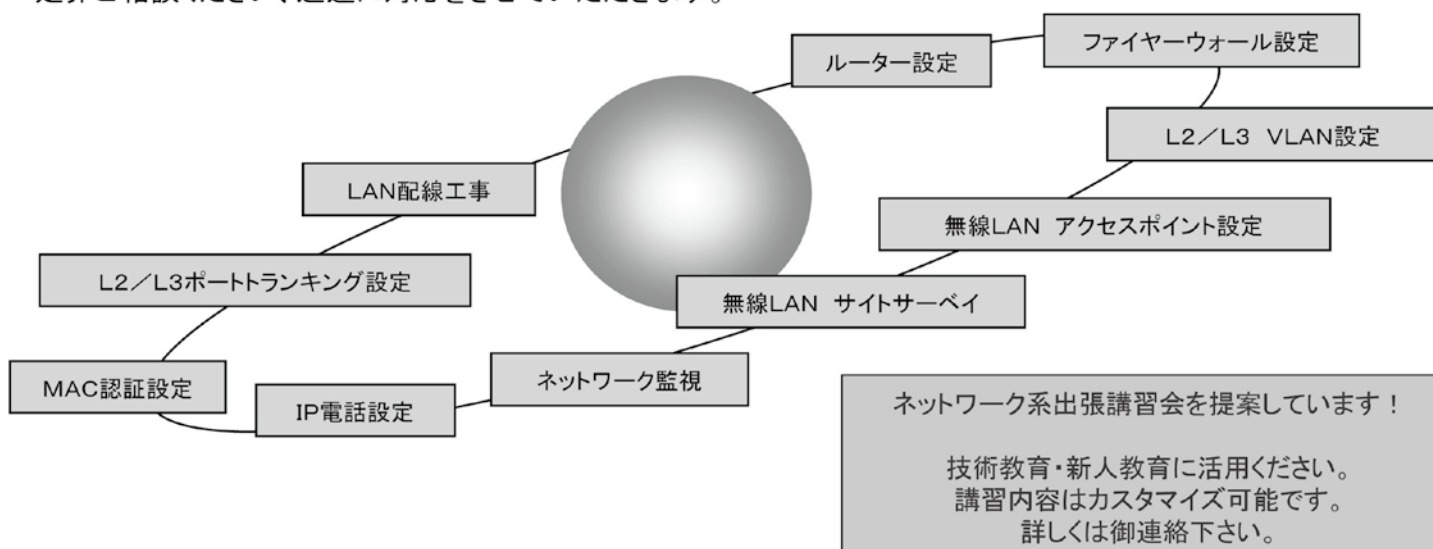 ルーター設定
ファイヤーウォール設定
L2／L3　VLAN設定
LAN配線工事
無線LAN　アクセスポイント設定
L2／L3ポートトランキング設定
無線LAN　サイトサーベイ
ネットワーク監視
MAC認証設定
IP電話設定
ネットワーク系出張講習会を提案しています！
技術教育・新人教育に活用ください。
講習内容はカスタマイズ可能です。
詳しくは御連絡下さい。